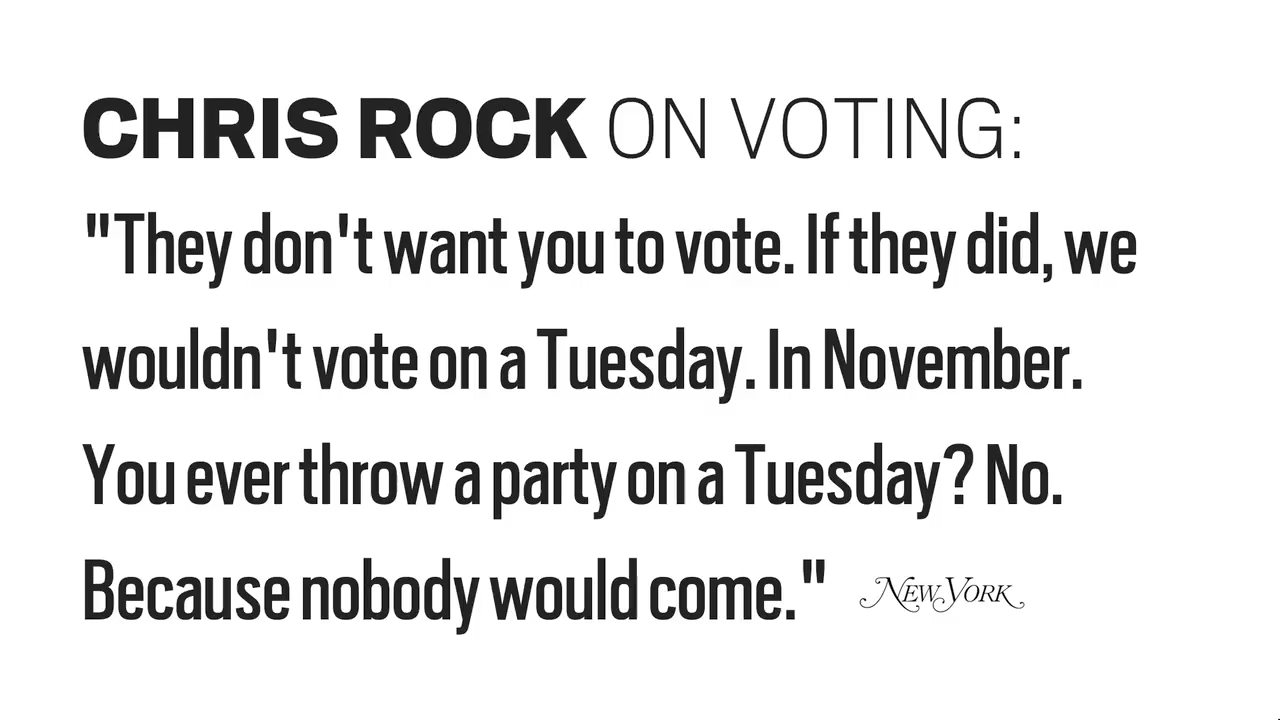 CHRIS ROCK ON VOTING:
"They don't want you to vote. If they did, we
wouldn't vote on a Tuesday. In November.
You ever throw a party on a Tuesday? No.
Because nobody would come." NEW YORK